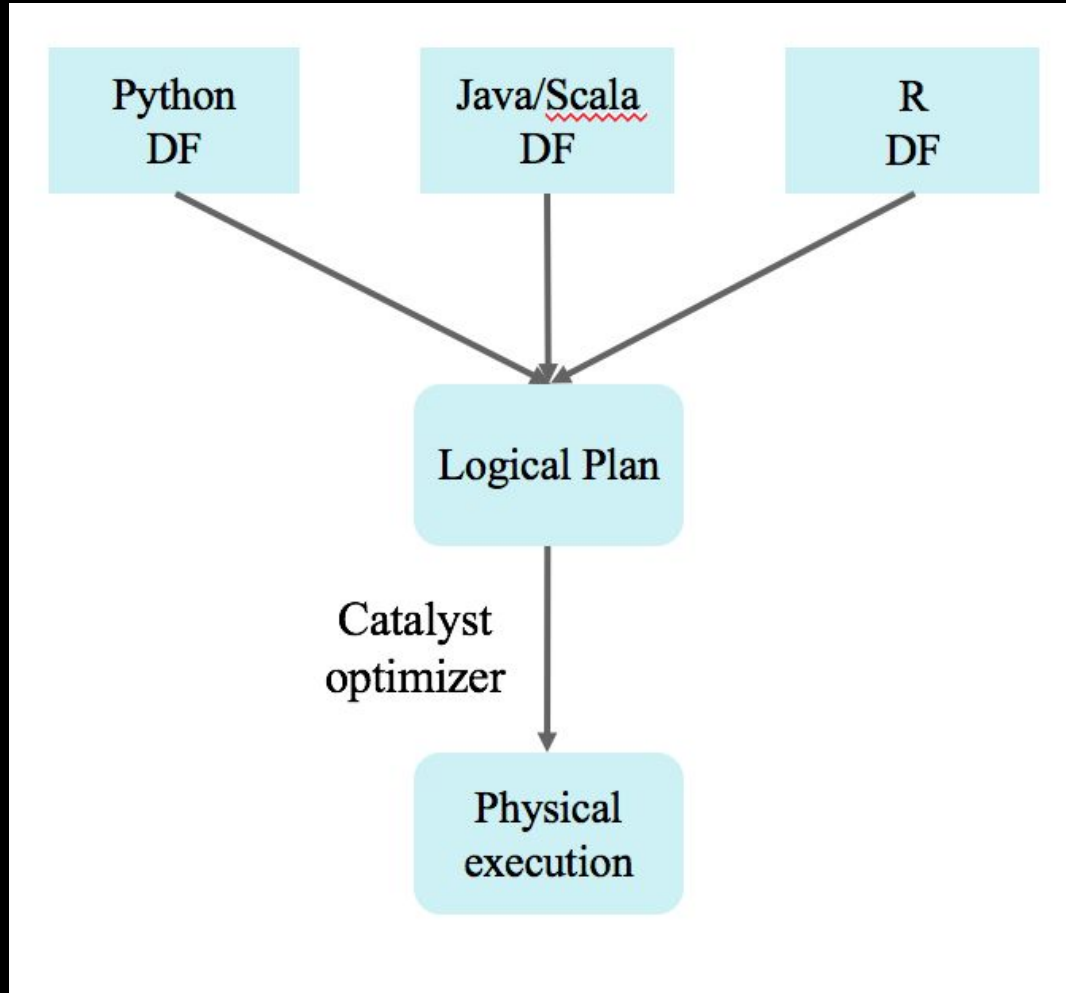 Python
DF
Java/Scala
DF
R
DF
Logical Plan
Catalyst
optimizer
Physical
execution